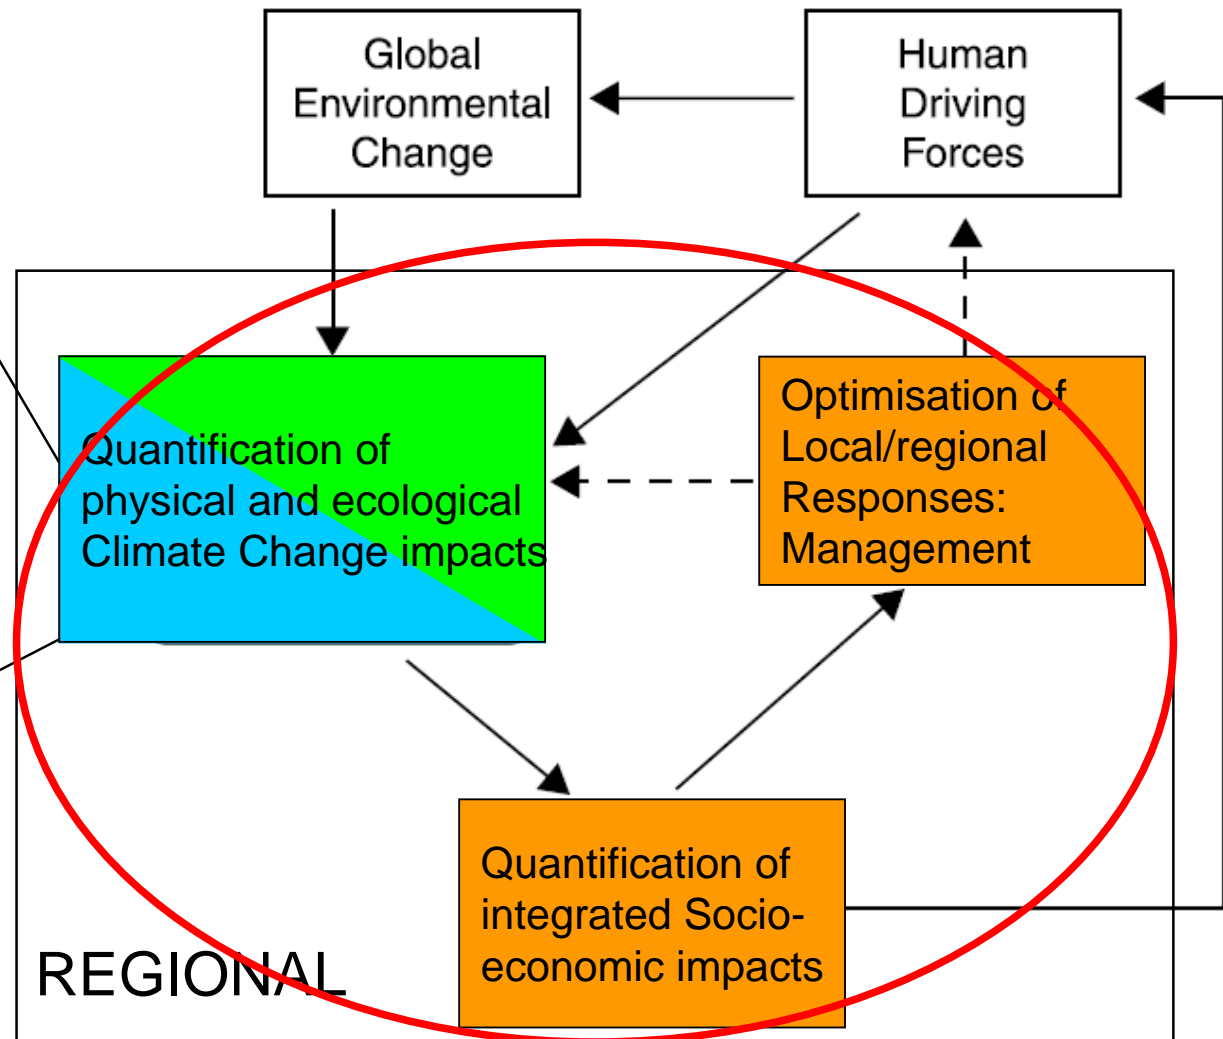 Global
Environmental
Change
Human
Driving
Forces
Quantification of
physical and ecological
Climate Change impacts
Optimisation of
Local/regional
Responses:
Management
Quantification of
integrated Socio-
economic impacts
REGIONAL